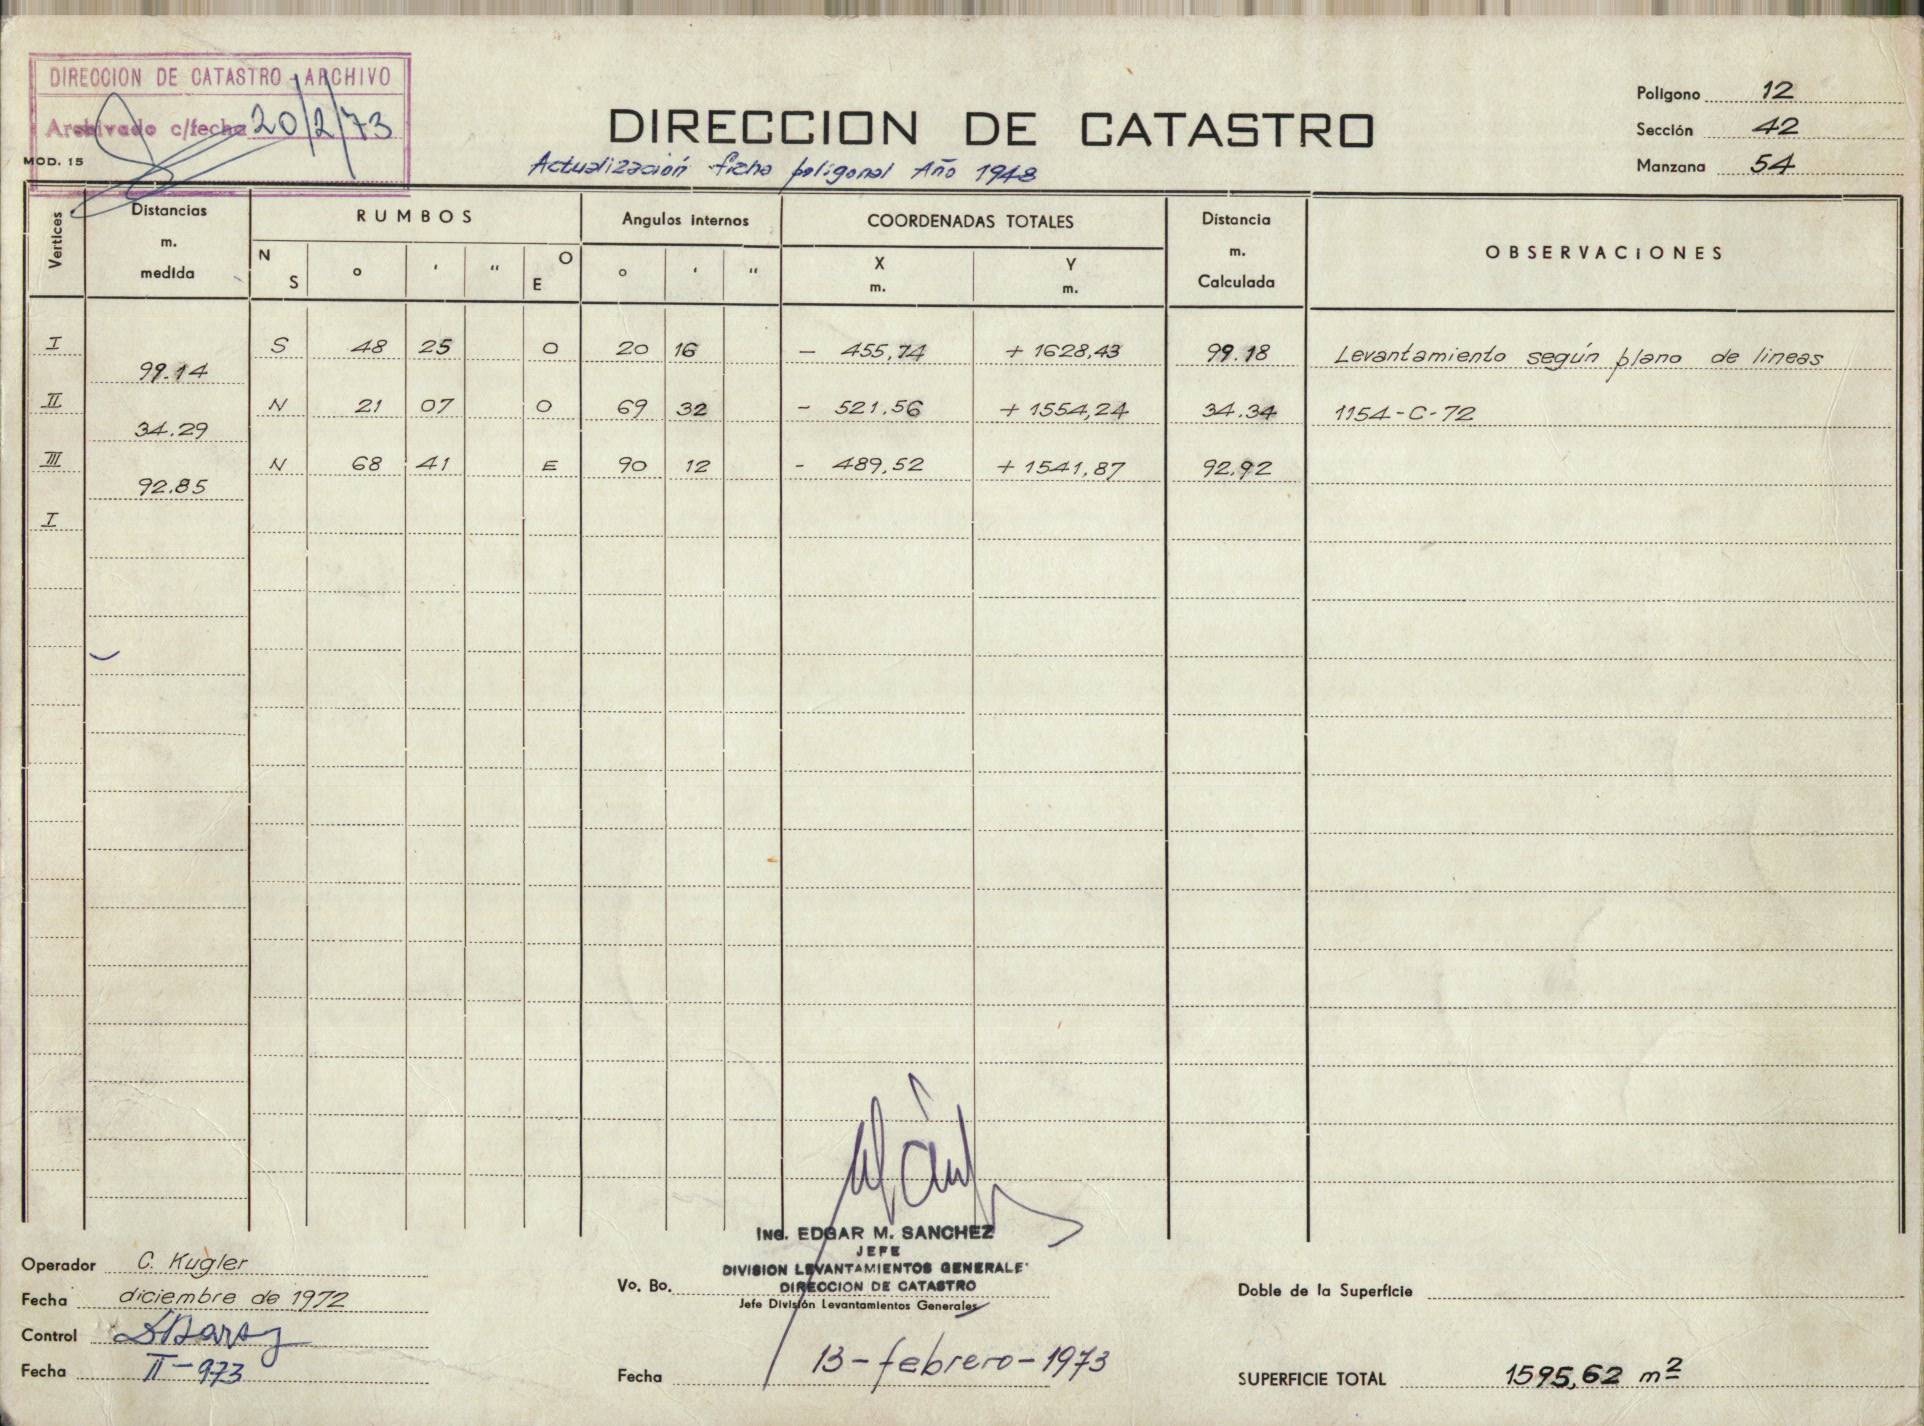 DIRECCION DE CATASTRO - ARCHIVO
Archivado c/fecha 20/2/73
MOD. 15
DIRECCION DE CATASTRO
Actualización ficha poligonal Año 1948
Poligono 12
Sección 42
Manzana 54
Vertices Distancias m. medida RUMBOS Angulos internos COORDENADAS TOTALES Distancia m. Calculada OBSERVACIONES
N S o ' " O E o ' " X m. Y m.
I S 48 25 O 20 16 - 455,74 + 1628,43 99.18 Levantamiento según plano de lineas
99.14
II N 21 07 O 69 32 - 521,56 + 1554,24 34.34 1154-C-72
34.29
III N 68 41 E 90 12 - 489,52 + 1541,87 92,92
92.85
I
Operador C. Kugler
Fecha diciembre de 1972
Control
Fecha II-973
Ing. EDGAR M. SANCHEZ
JEFE
DIVISION LEVANTAMIENTOS GENERALE
Vo. Bo. DIRECCION DE CATASTRO
Jefe División Levantamientos Generales
Fecha 13-febrero-1973
Doble de la Superficie
SUPERFICIE TOTAL 1595,62 m2